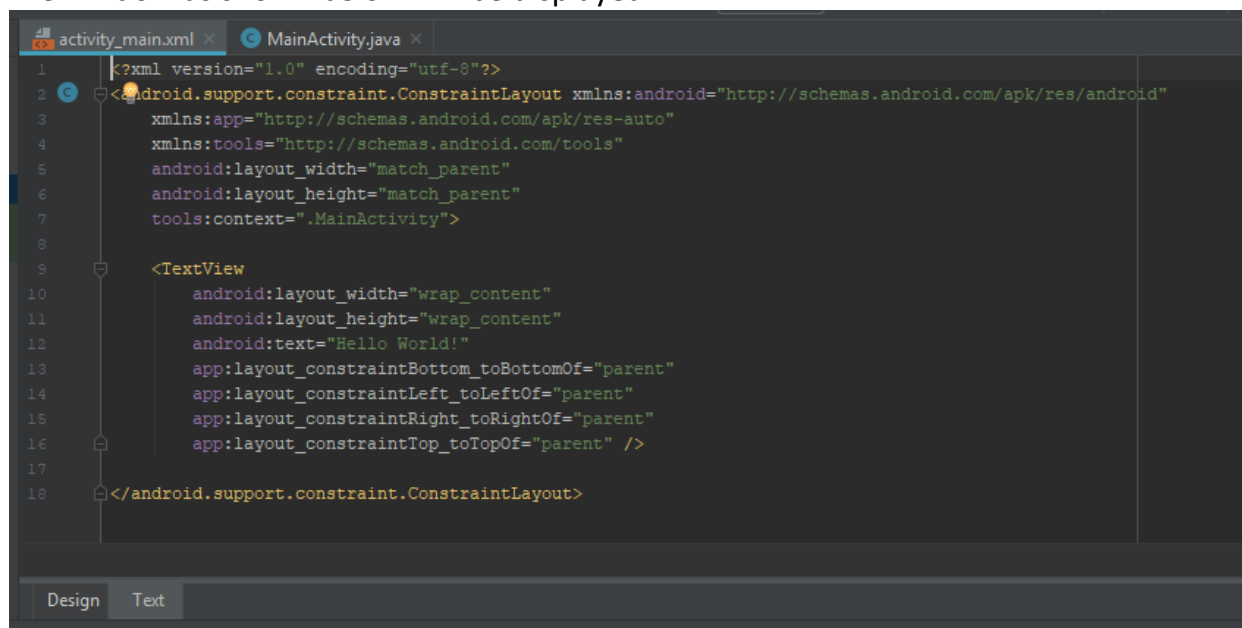 activity_main.xml × MainActivity.java ×
1 <?xml version="1.0" encoding="utf-8"?>
2 <android.support.constraint.ConstraintLayout xmlns:android="http://schemas.android.com/apk/res/android"
3 xmlns:app="http://schemas.android.com/apk/res-auto"
4 xmlns:tools="http://schemas.android.com/tools"
5 android:layout_width="match_parent"
6 android:layout_height="match_parent"
7 tools:context=".MainActivity">
8
9 <TextView
10 android:layout_width="wrap_content"
11 android:layout_height="wrap_content"
12 android:text="Hello World!"
13 app:layout_constraintBottom_toBottomOf="parent"
14 app:layout_constraintLeft_toLeftOf="parent"
15 app:layout_constraintRight_toRightOf="parent"
16 app:layout_constraintTop_toTopOf="parent" />
17
18 </android.support.constraint.ConstraintLayout>
Design Text